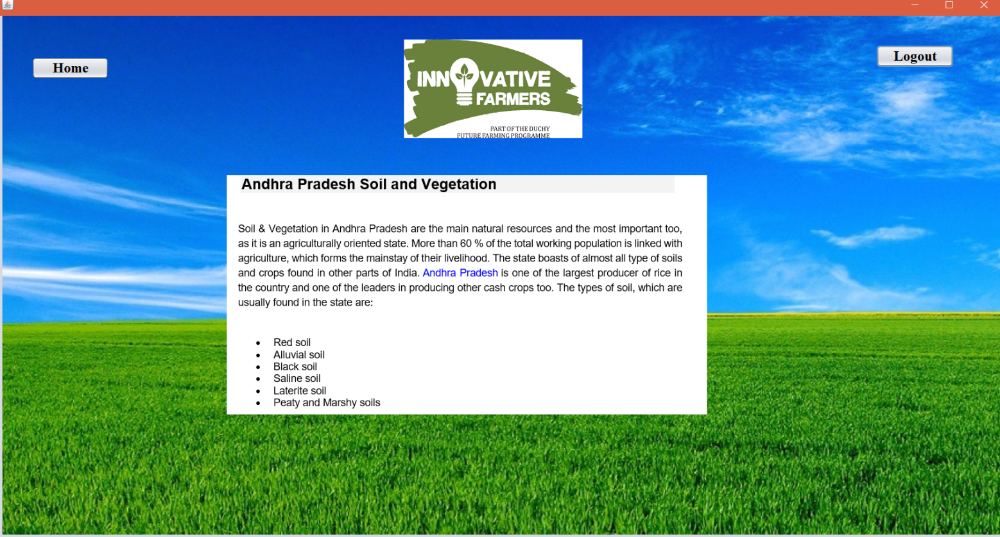 Home
Logout
INNOVATIVE
FARMERS
PART OF THE DUCHY
FUTURE FARMING PROGRAMME
Andhra Pradesh Soil and Vegetation
Soil & Vegetation in Andhra Pradesh are the main natural resources and the most important too,
as it is an agriculturally oriented state. More than 60 % of the total working population is linked with
agriculture, which forms the mainstay of their livelihood. The state boasts of almost all type of soils
and crops found in other parts of India. Andhra Pradesh is one of the largest producer of rice in
the country and one of the leaders in producing other cash crops too. The types of soil, which are
usually found in the state are:
• Red soil
• Alluvial soil
• Black soil
• Saline soil
• Laterite soil
• Peaty and Marshy soils